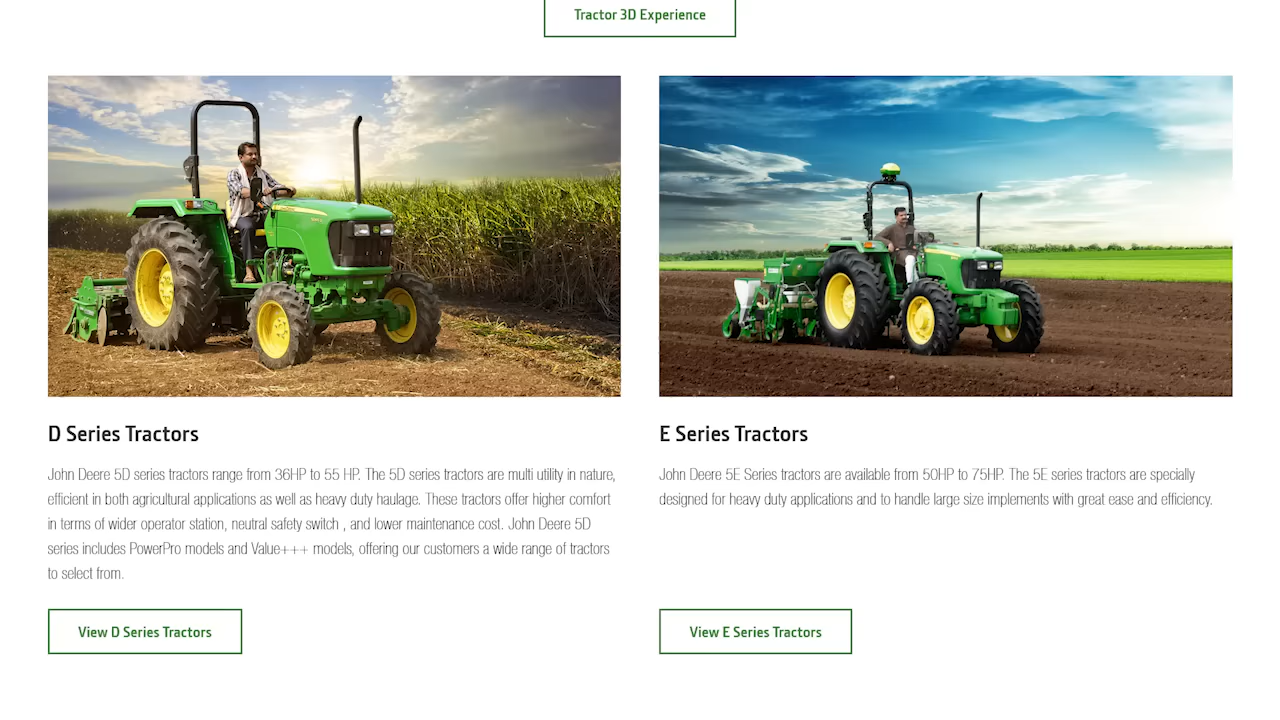 Tractor 3D Experience
D Series Tractors
John Deere 5D series tractors range from 36HP to 55 HP. The 5D series tractors are multi utility in nature,
efficient in both agricultural applications as well as heavy duty haulage. These tractors offer higher comfort
in terms of wider operator station, neutral safety switch , and lower maintenance cost. John Deere 5D
series includes PowerPro models and Value+++ models, offering our customers a wide range of tractors
to select from.
View D Series Tractors
E Series Tractors
John Deere 5E Series tractors are available from 50HP to 75HP. The 5E series tractors are specially
designed for heavy duty applications and to handle large size implements with great ease and efficiency.
View E Series Tractors